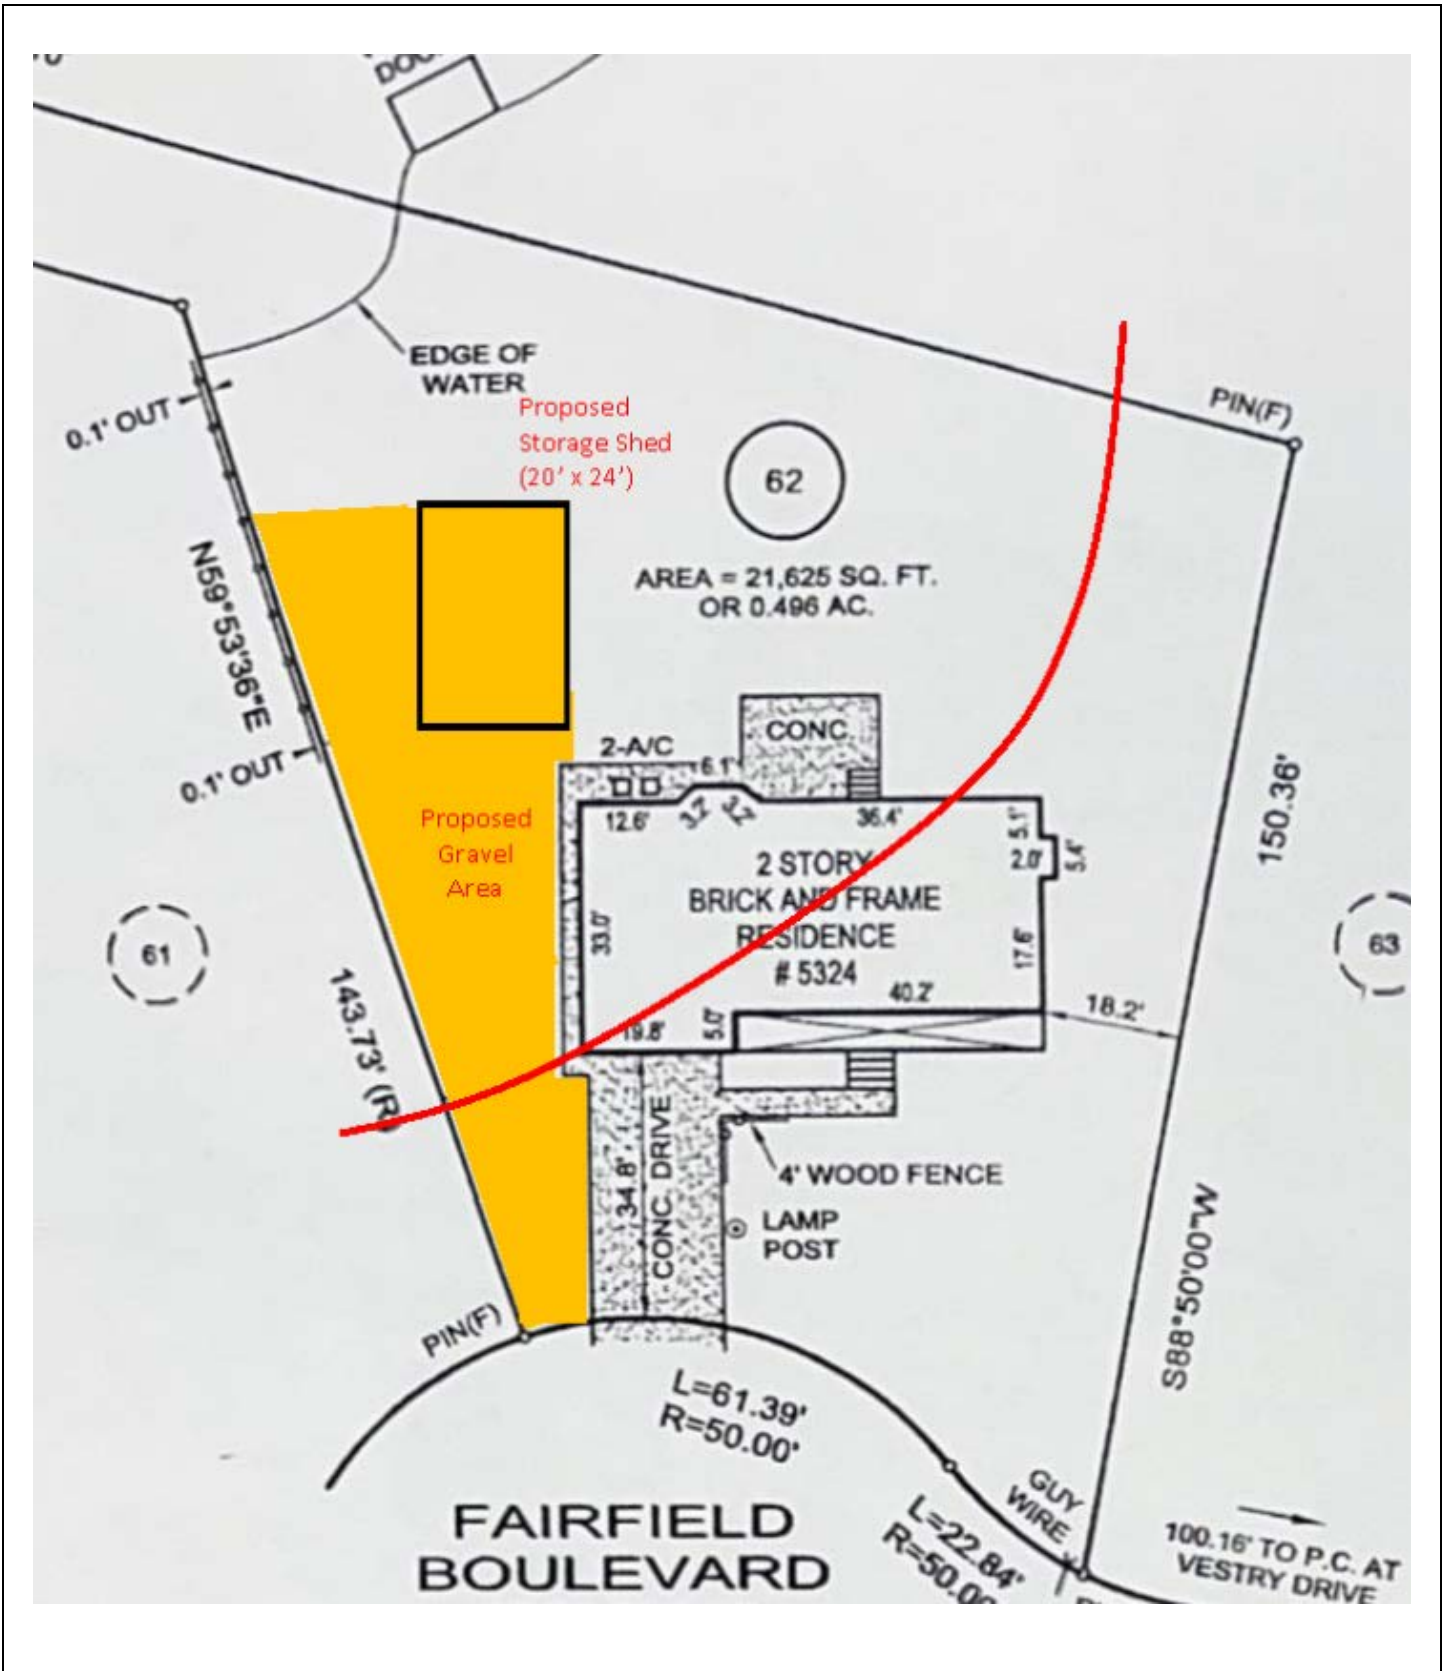 EDGE OF
WATER
0.1' OUT
Proposed
Storage Shed
(20' x 24')
PIN(F)
62
AREA = 21,625 SQ. FT.
OR 0.496 AC.
N59°53'36"E
0.1' OUT
2-A/C
6.1'
CONC.
12.6'
3.2'
3.2'
36.4'
5.1'
2.0'
5.4'
150.36'
Proposed
Gravel
Area
2 STORY
BRICK AND FRAME
RESIDENCE
# 5324
33.0'
17.6'
61
63
143.73' (R)
19.8'
5.0'
40.2'
18.2'
34.8'
CONC. DRIVE
4' WOOD FENCE
LAMP
POST
S88°50'00"W
PIN(F)
L=61.39'
R=50.00'
GUY
WIRE
L=22.84'
R=50.00
100.16' TO P.C. AT
VESTRY DRIVE
FAIRFIELD
BOULEVARD